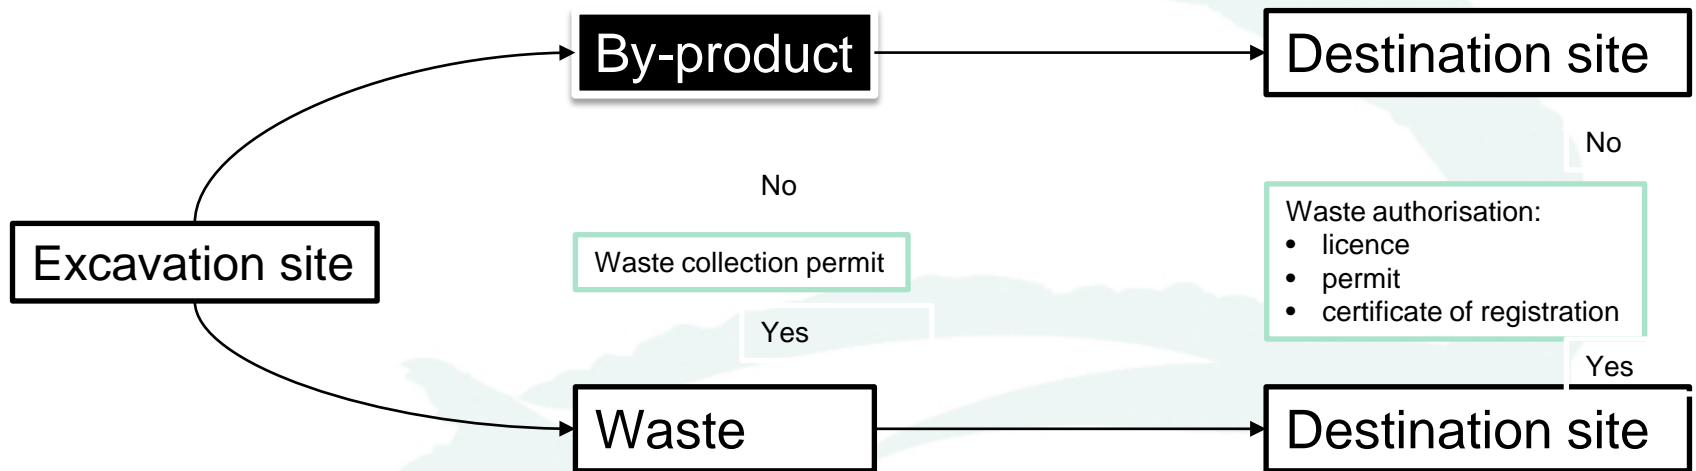 By-product
Destination site
No
No
Excavation site
Waste collection permit
Waste authorisation:
• licence
• permit
• certificate of registration
Yes
Yes
Waste
Destination site